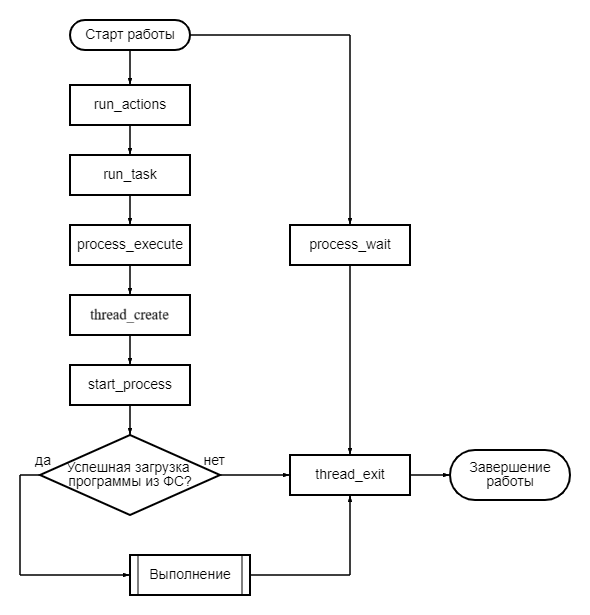 Старт работы
run_actions
run_task
process_execute
process_wait
thread_create
start_process
да
нет
Успешная загрузка
программы из ФС?
thread_exit
Завершение
работы
Выполнение